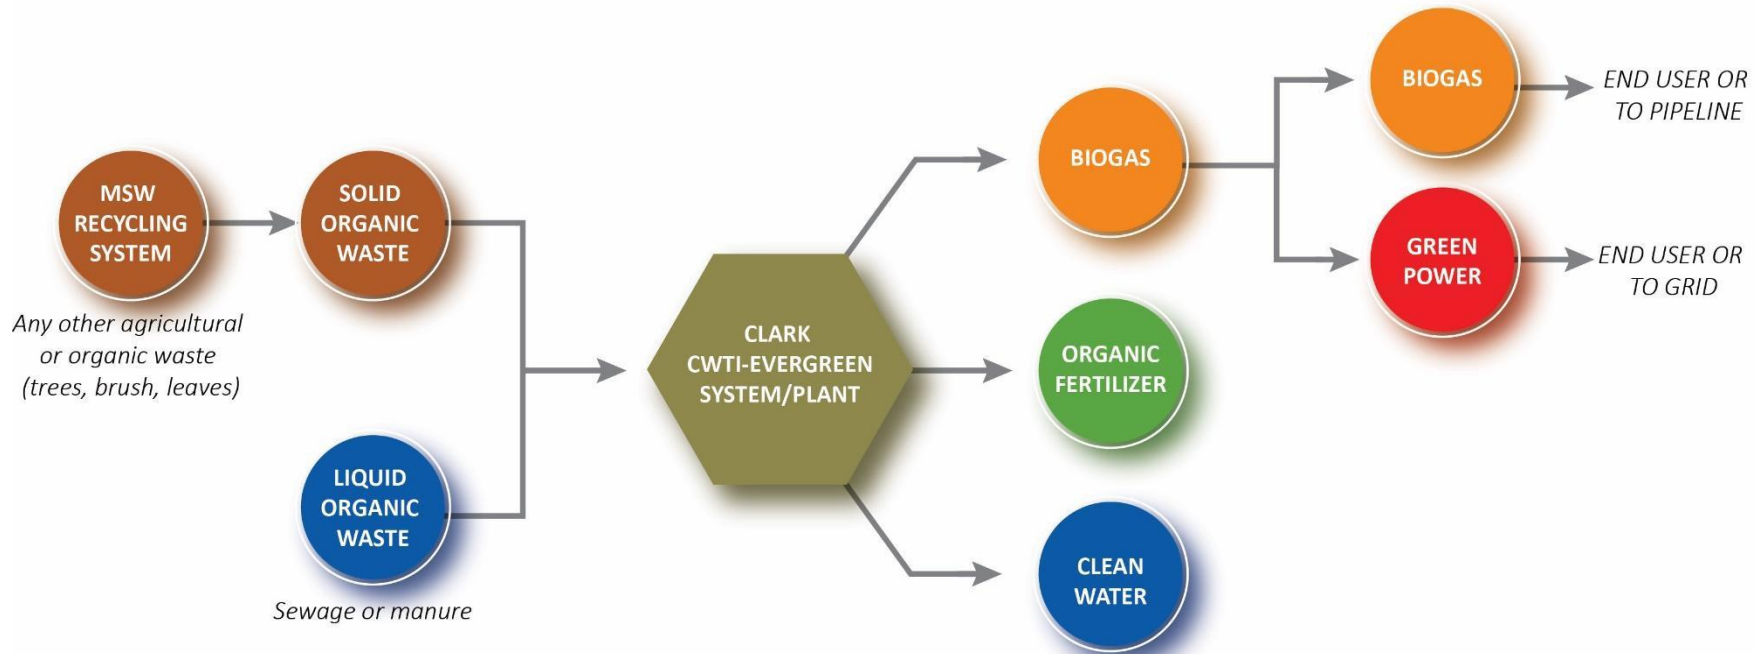 MSW
RECYCLING
SYSTEM
Any other agricultural
or organic waste
(trees, brush, leaves)
SOLID
ORGANIC
WASTE
LIQUID
ORGANIC
WASTE
Sewage or manure
CLARK
CWTI-EVERGREEN
SYSTEM/PLANT
BIOGAS
ORGANIC
FERTILIZER
CLEAN
WATER
BIOGAS
END USER OR
TO PIPELINE
GREEN
POWER
END USER OR
TO GRID